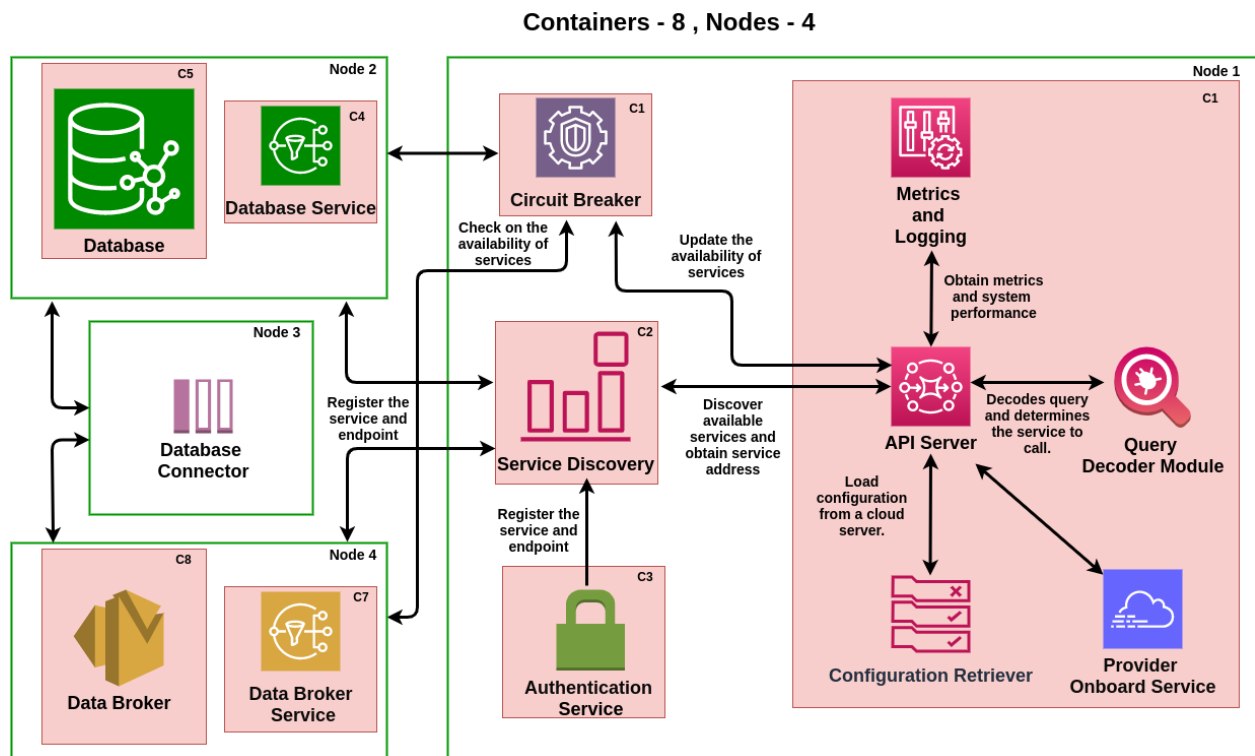 Containers - 8 , Nodes - 4
Node 2
C5
Database
C4
Database Service
Node 3
Database
Connector
Node 4
C8
Data Broker
C7
Data Broker
Service
Node 1
C1
Circuit Breaker
Check on the
availability of
services
Update the
availability of
services
C2
Service Discovery
Register the
service and
endpoint
Discover
available
services and
obtain service
address
Register the
service and
endpoint
C3
Authentication
Service
C1
Metrics
and
Logging
Obtain metrics
and system
performance
API Server
Decodes query
and determines
the service to
call.
Query
Decoder Module
Load
configuration
from a cloud
server.
Configuration Retriever
Provider
Onboard Service